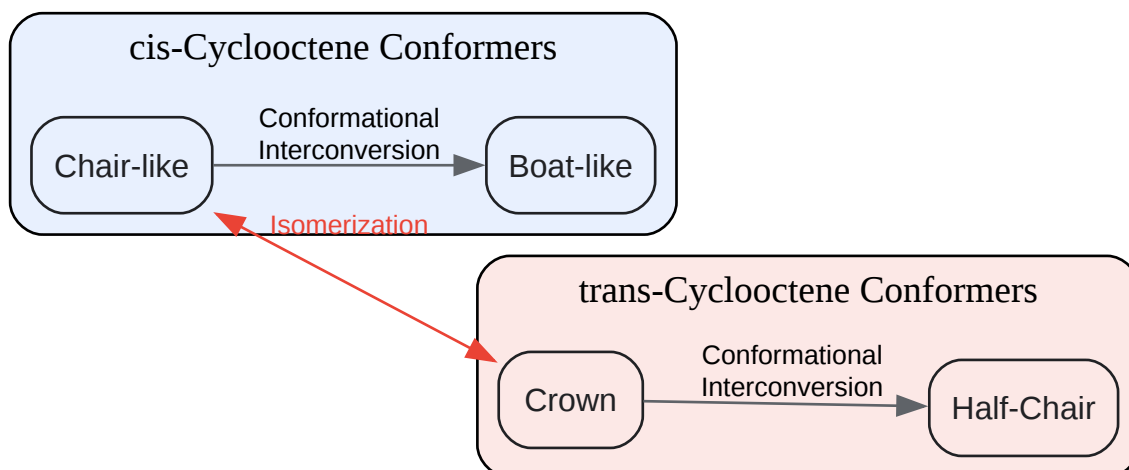 cis-Cyclooctene Conformers
Conformational
Interconversion
Chair-like
Boat-like
Isomerization
trans-Cyclooctene Conformers
Conformational
Interconversion
Crown
Half-Chair